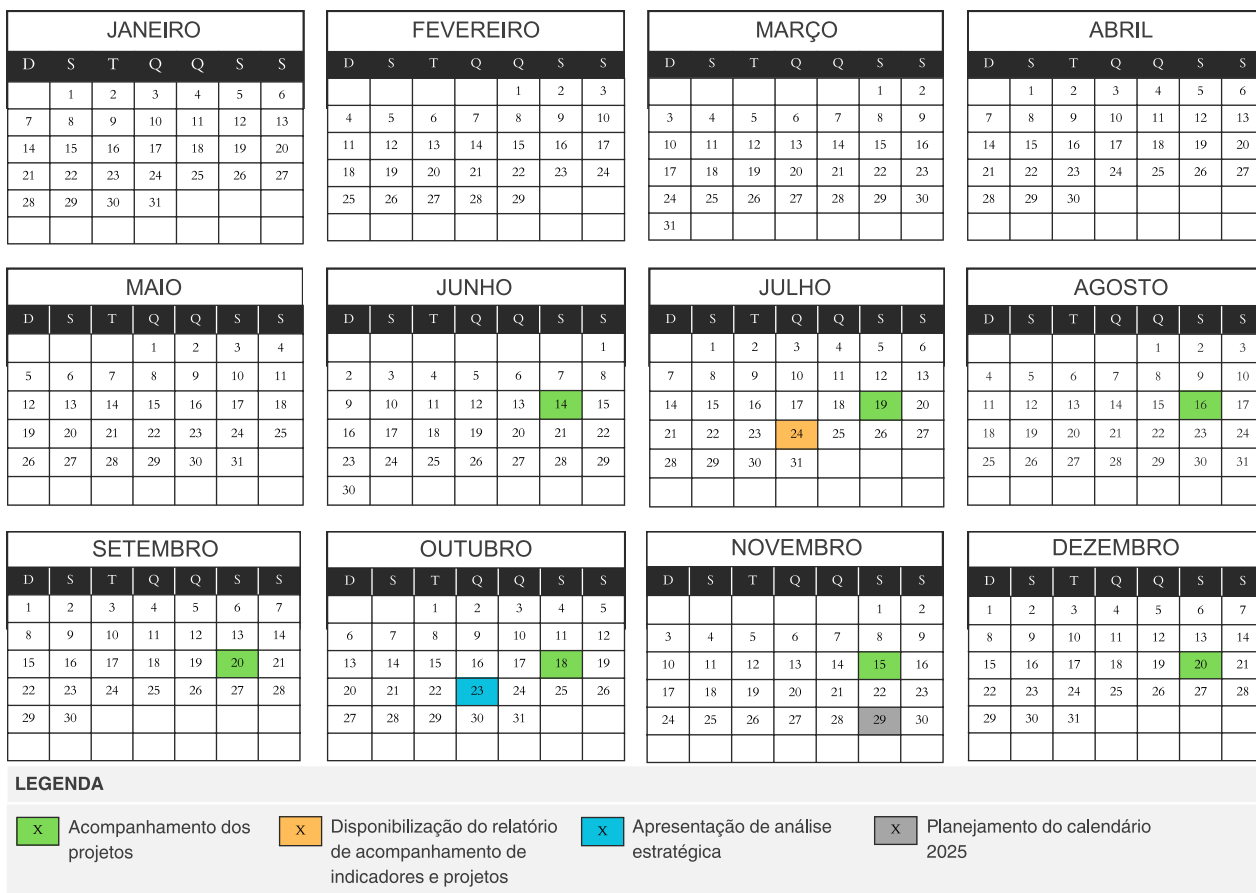 JANEIRO
D S T Q Q S S
1 2 3 4 5 6
7 8 9 10 11 12 13
14 15 16 17 18 19 20
21 22 23 24 25 26 27
28 29 30 31
FEVEREIRO
D S T Q Q S S
1 2 3
4 5 6 7 8 9 10
11 12 13 14 15 16 17
18 19 20 21 22 23 24
25 26 27 28 29
MARÇO
D S T Q Q S S
1 2
3 4 5 6 7 8 9
10 11 12 13 14 15 16
17 18 19 20 21 22 23
24 25 26 27 28 29 30
31
ABRIL
D S T Q Q S S
1 2 3 4 5 6
7 8 9 10 11 12 13
14 15 16 17 18 19 20
21 22 23 24 25 26 27
28 29 30
MAIO
D S T Q Q S S
1 2 3 4
5 6 7 8 9 10 11
12 13 14 15 16 17 18
19 20 21 22 23 24 25
26 27 28 29 30 31
JUNHO
D S T Q Q S S
1
2 3 4 5 6 7 8
9 10 11 12 13 14 15
16 17 18 19 20 21 22
23 24 25 26 27 28 29
30
JULHO
D S T Q Q S S
1 2 3 4 5 6
7 8 9 10 11 12 13
14 15 16 17 18 19 20
21 22 23 24 25 26 27
28 29 30 31
AGOSTO
D S T Q Q S S
1 2 3
4 5 6 7 8 9 10
11 12 13 14 15 16 17
18 19 20 21 22 23 24
25 26 27 28 29 30 31
SETEMBRO
D S T Q Q S S
1 2 3 4 5 6 7
8 9 10 11 12 13 14
15 16 17 18 19 20 21
22 23 24 25 26 27 28
29 30
OUTUBRO
D S T Q Q S S
1 2 3 4 5
6 7 8 9 10 11 12
13 14 15 16 17 18 19
20 21 22 23 24 25 26
27 28 29 30 31
NOVEMBRO
D S T Q Q S S
1 2
3 4 5 6 7 8 9
10 11 12 13 14 15 16
17 18 19 20 21 22 23
24 25 26 27 28 29 30
DEZEMBRO
D S T Q Q S S
1 2 3 4 5 6 7
8 9 10 11 12 13 14
15 16 17 18 19 20 21
22 23 24 25 26 27 28
29 30 31
LEGENDA
X Acompanhamento dos
projetos
X Disponibilização do relatório
de acompanhamento de
indicadores e projetos
X Apresentação de análise
estratégica
X Planejamento do calendário
2025